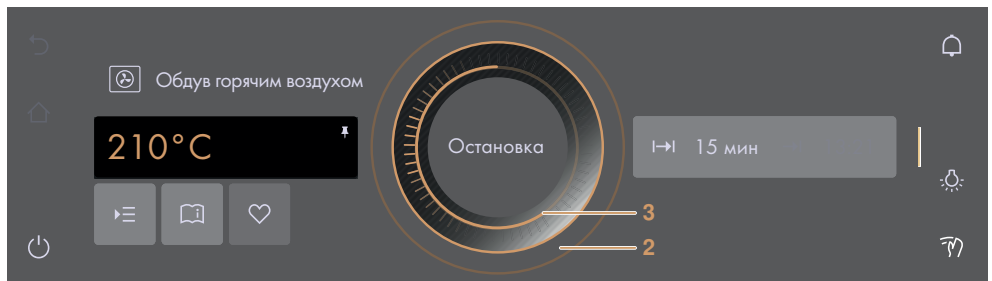 Обдув горячим воздухом
210°C
Остановка
15 мин
3
2